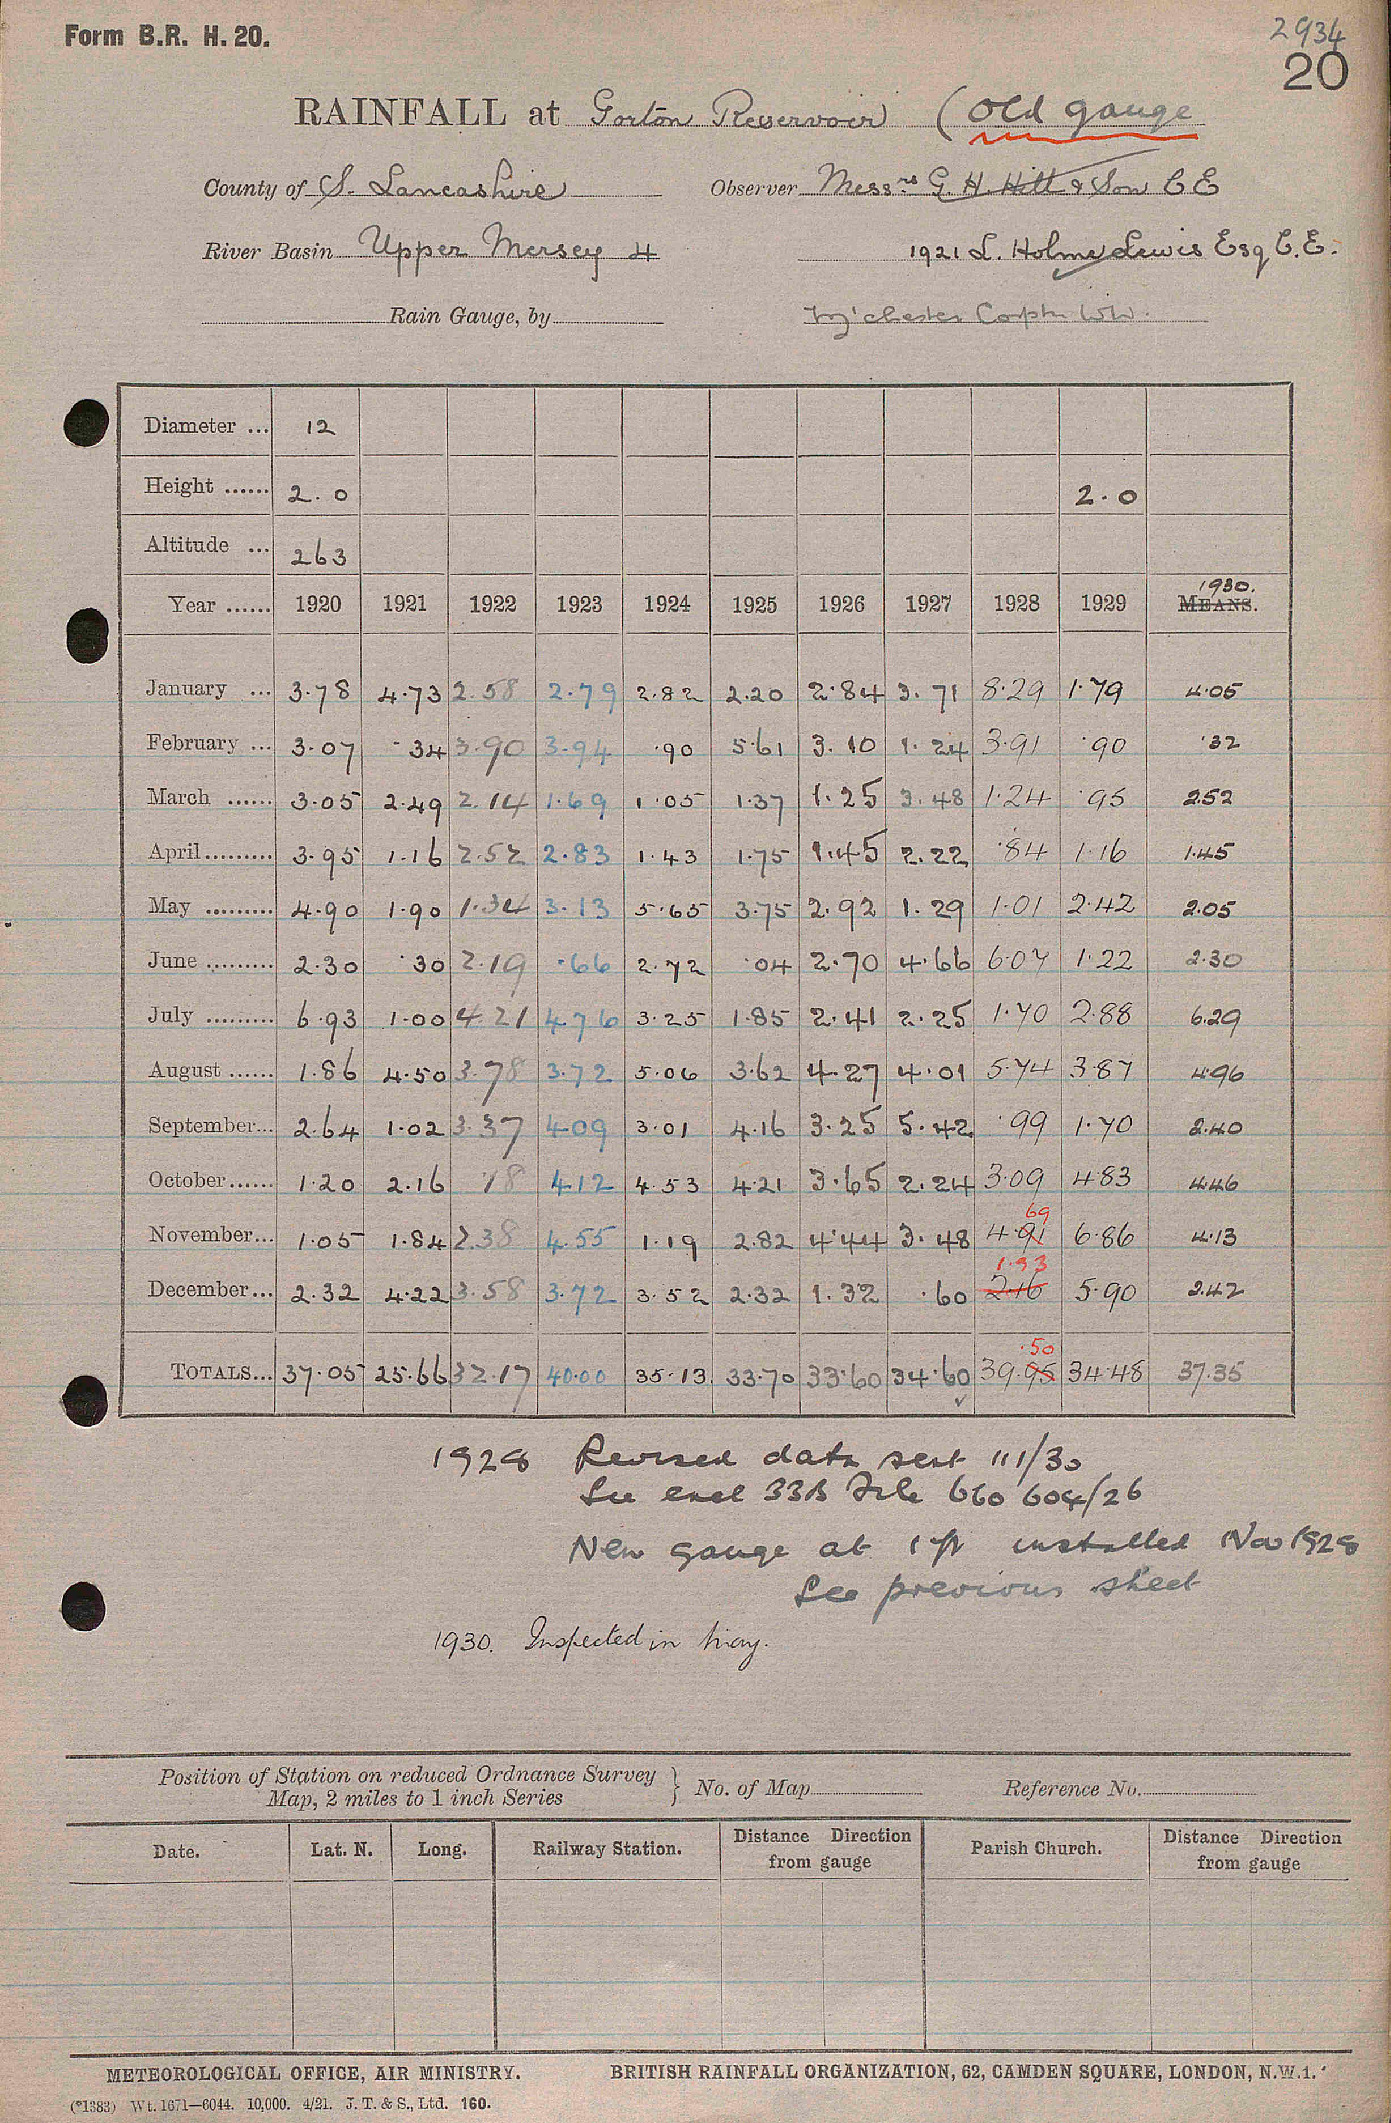 Form B.R. H. 20.
2934
20
RAINFALL at Gorton Reservoir (Old gauge
County of S. Lancashire Observer Messrs G. H. Hill & Son C E
River Basin Upper Mersey 4 1921 L. Holme Lewis Esq C.E.
Rain Gauge, by M'chester Corptn WW.
Diameter ... 12
Height ...... 2.0 2.0
Altitude ... 263
1930.
Year ...... 1920 1921 1922 1923 1924 1925 1926 1927 1928 1929 MEANS.
January ... 3.78 4.73 2.58 2.79 2.82 2.20 2.84 3.71 8.29 1.79 4.05
February ... 3.07 .34 3.90 3.94 .90 5.61 3.10 1.24 3.91 .90 .32
March ...... 3.05 2.49 2.14 1.69 1.05 1.37 1.25 3.48 1.24 .95 2.52
April ......... 3.95 1.16 2.52 2.83 1.43 1.75 1.45 2.22 .84 1.16 1.45
May ......... 4.90 1.90 1.34 3.13 5.65 3.75 2.92 1.29 1.01 2.42 2.05
June ......... 2.30 .30 2.19 .66 2.72 .04 2.70 4.66 6.07 1.22 2.30
July ......... 6.93 1.00 4.21 4.76 3.25 1.85 2.41 2.25 1.70 2.88 6.29
August ...... 1.86 4.50 3.78 3.72 5.06 3.62 4.27 4.01 5.74 3.87 4.96
September... 2.64 1.02 3.37 4.09 3.01 4.16 3.25 5.42 .99 1.70 2.40
October...... 1.20 2.16 .18 4.12 4.53 4.21 3.65 2.24 3.09 4.83 4.46
69
November... 1.05 1.84 2.38 4.55 1.19 2.82 4.44 3.48 4.91 6.86 4.13
1.93
December... 2.32 4.22 3.58 3.72 3.52 2.32 1.32 .60 2.16 5.90 2.42
.50
TOTALS... 37.05 25.66 32.17 40.00 35.13 33.70 33.60 34.60 39.95 34.48 37.35
1928 Revised data sent 11/1/30
See encl 33B File 660 604/26
New gauge at 1 ft installed Nov 1928
See previous sheet
1930. Inspected in May.
Position of Station on reduced Ordnance Survey
Map, 2 miles to 1 inch Series } No. of Map Reference No.
Date. Lat. N. Long. Railway Station. Distance Direction from gauge Parish Church. Distance Direction from gauge
METEOROLOGICAL OFFICE, AIR MINISTRY. BRITISH RAINFALL ORGANIZATION, 62, CAMDEN SQUARE, LONDON, N.W.1.
(*1383) Wt. 1671—6044. 10,000. 4/21. J. T. & S., Ltd. 160.